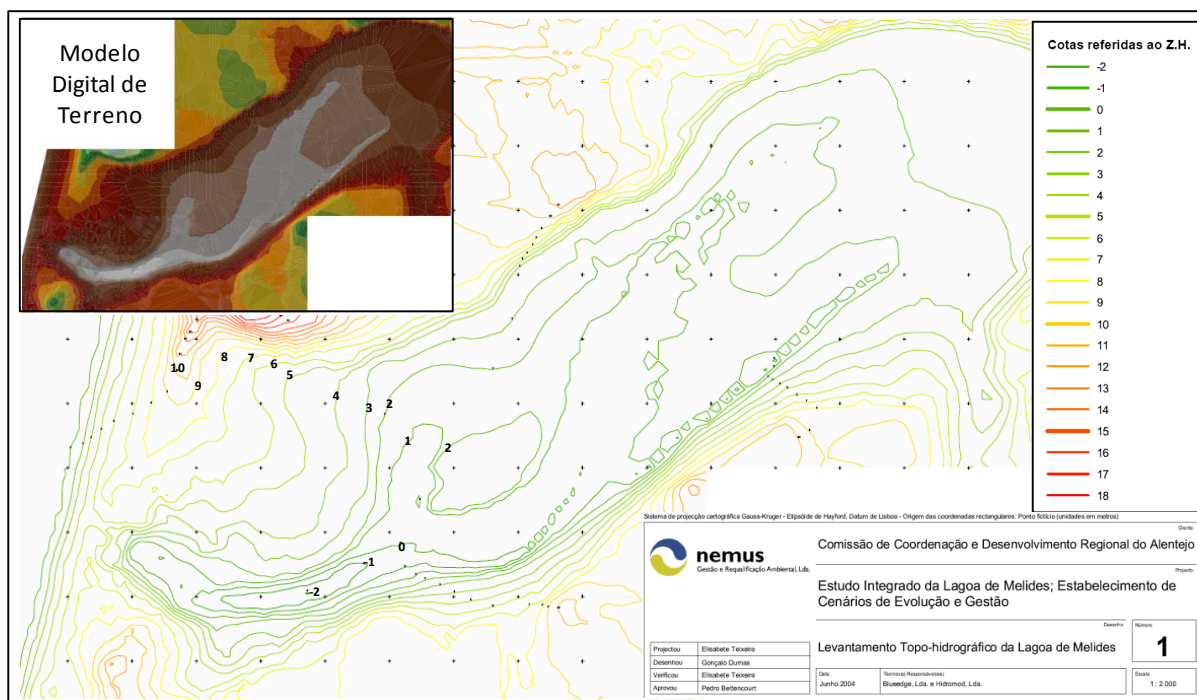 Modelo
Digital de
Terreno
Cotas referidas ao Z.H.
-2
-1
0
1
2
3
4
5
6
7
8
9
10
11
12
13
14
15
16
17
18
10
9
8
7
6
5
4
3
2
1
2
0
-1
-2
Sistema de projecção cartográfica Gauss-Kruger - Elipsóide de Hayford, Datum de Lisboa - Origem das coordenadas rectangulares: Ponto fictício (unidades em metros)
nemus
Gestão e Requalificação Ambiental, Lda.
Cliente
Comissão de Coordenação e Desenvolvimento Regional do Alentejo
Projecto
Estudo Integrado da Lagoa de Melides; Estabelecimento de
Cenários de Evolução e Gestão
Desenho
Levantamento Topo-hidrográfico da Lagoa de Melides
Número
1
Projectou Elisabete Teixeira
Desenhou Gonçalo Dumas
Verificou Elisabete Teixeira
Aprovou Pedro Bettencourt
Data
Junho 2004
Técnico(s) Responsável(eis)
Blueedge, Lda. e Hidromod, Lda.
Escala
1 : 2 000